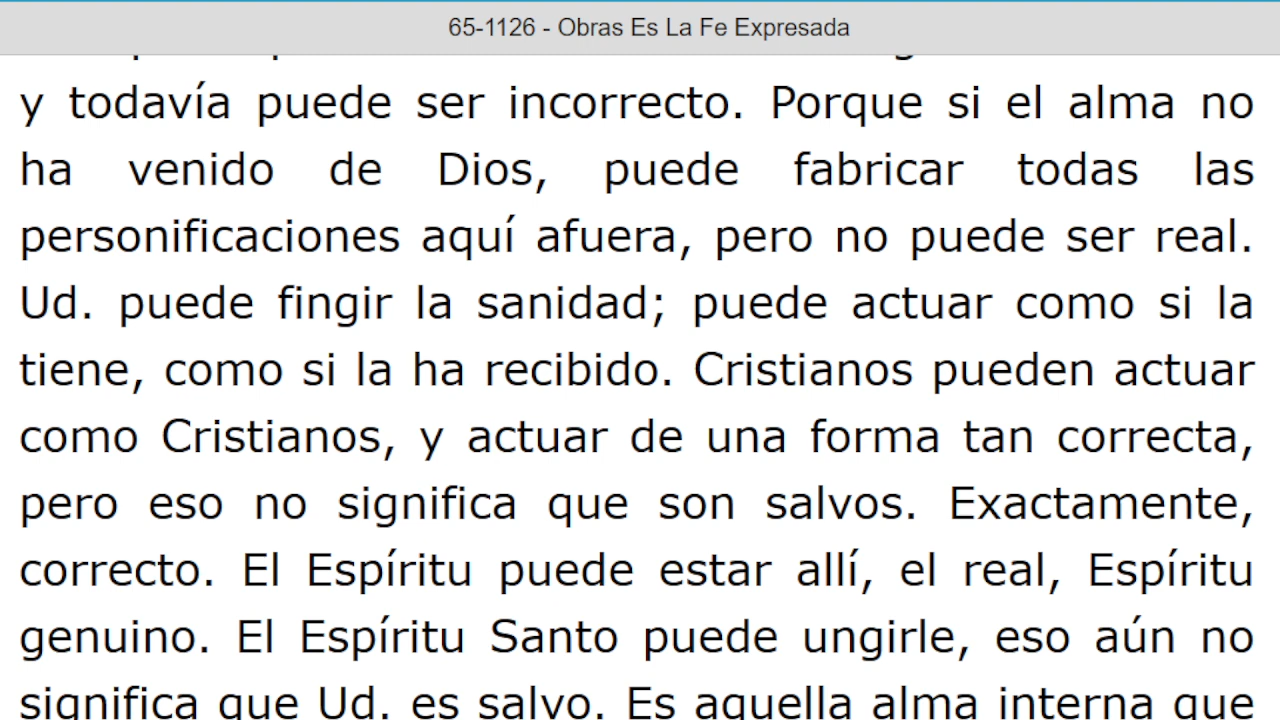 65-1126 - Obras Es La Fe Expresada
y todavía puede ser incorrecto. Porque si el alma no
ha venido de Dios, puede fabricar todas las
personificaciones aquí afuera, pero no puede ser real.
Ud. puede fingir la sanidad; puede actuar como si la
tiene, como si la ha recibido. Cristianos pueden actuar
como Cristianos, y actuar de una forma tan correcta,
pero eso no significa que son salvos. Exactamente,
correcto. El Espíritu puede estar allí, el real, Espíritu
genuino. El Espíritu Santo puede ungirle, eso aún no
significa que Ud. es salvo. Es aquella alma interna que